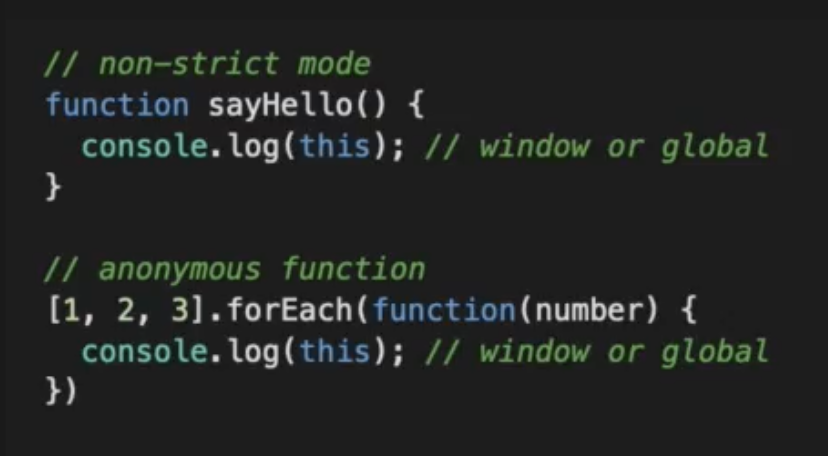 // non-strict mode
function sayHello() {
  console.log(this); // window or global
}

// anonymous function
[1, 2, 3].forEach(function(number) {
  console.log(this); // window or global
})